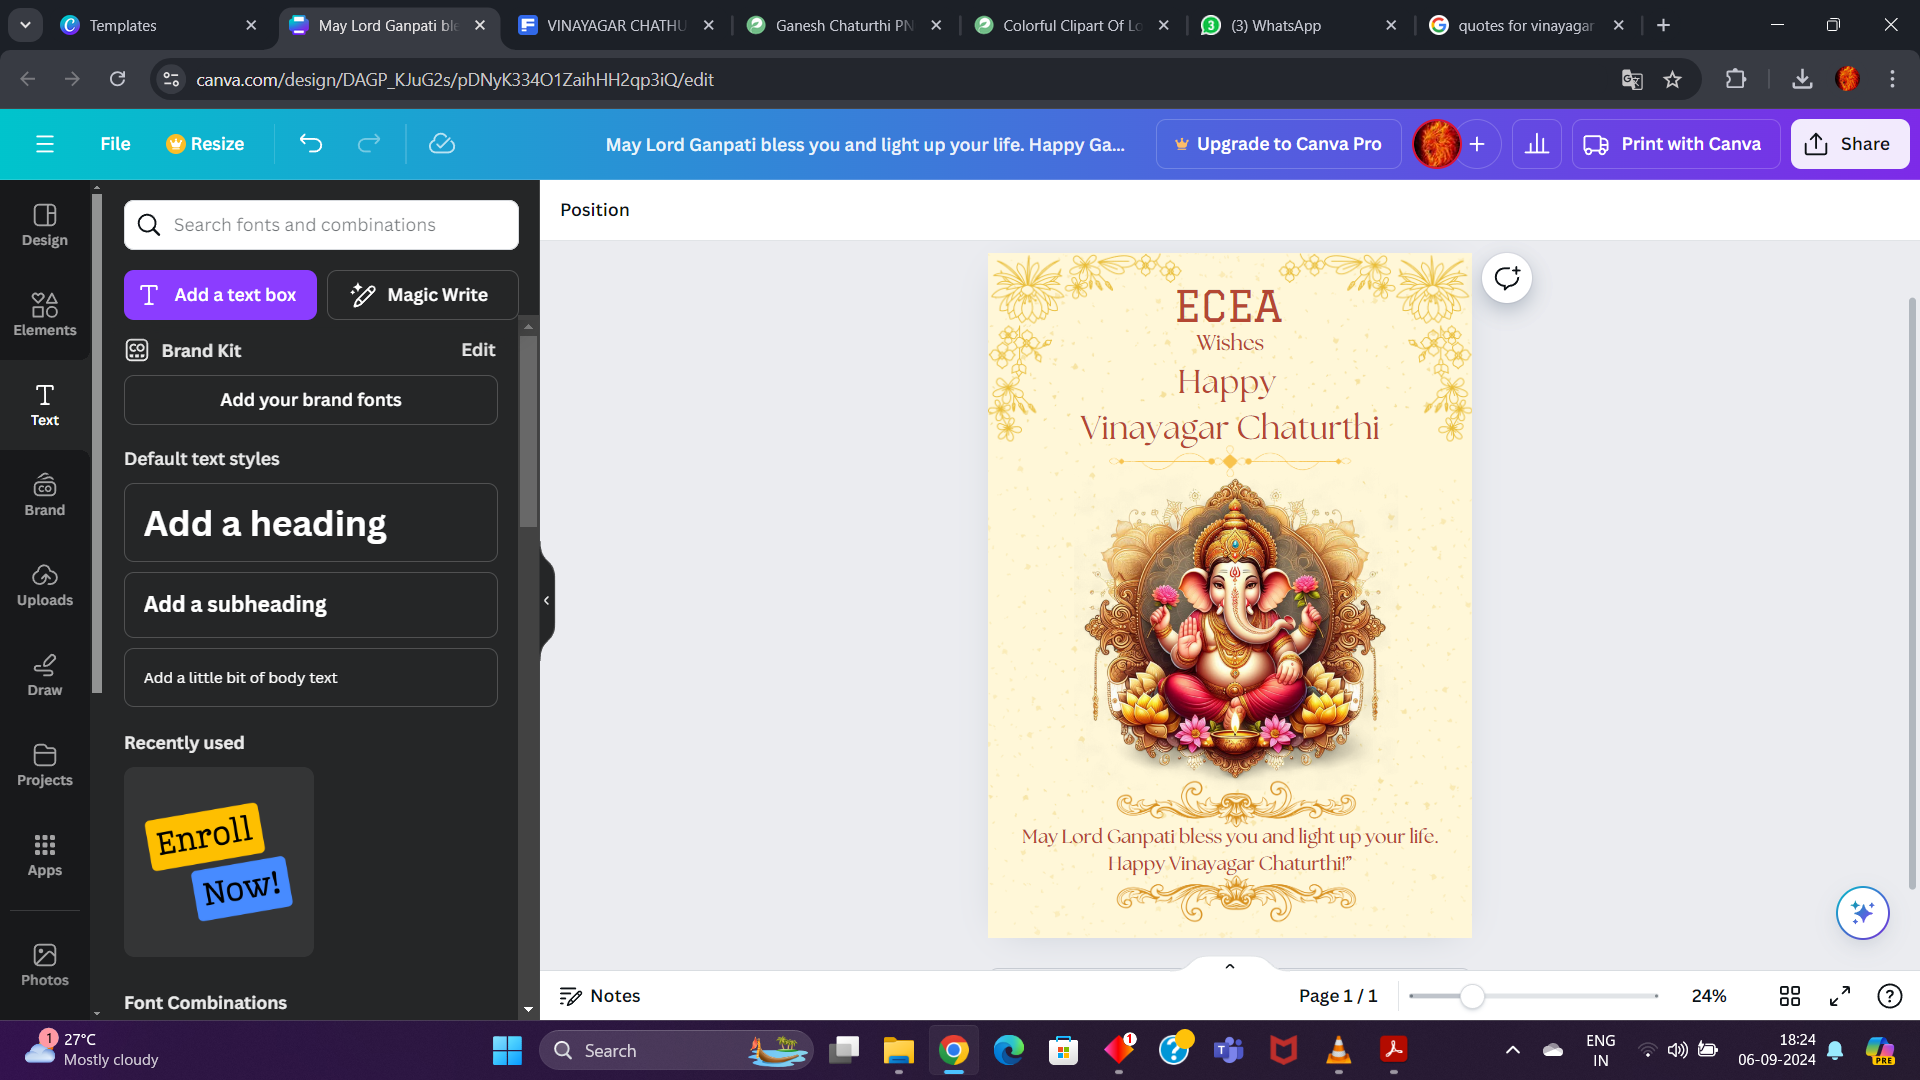 Templates
May Lord Ganpati ble
VINAYAGAR CHATHU
Ganesh Chaturthi PN
Colorful Clipart Of Lo
(3) WhatsApp
quotes for vinayagar
canva.com/design/DAGP_KJuG2s/pDNyK334O1ZaihHH2qp3iQ/edit
File
Resize
May Lord Ganpati bless you and light up your life. Happy Ga...
Upgrade to Canva Pro
Print with Canva
Share
Design
Elements
Text
Brand
Uploads
Draw
Projects
Apps
Photos
Search fonts and combinations
Add a text box
Magic Write
Brand Kit
Edit
Add your brand fonts
Default text styles
Add a heading
Add a subheading
Add a little bit of body text
Recently used
Enroll
Now!
Font Combinations
Position
ECEA
Wishes
Happy
Vinayagar Chaturthi
May Lord Ganpati bless you and light up your life.
Happy Vinayagar Chaturthi!”
Notes
Page 1 / 1
24%
1
27°C
Mostly cloudy
Search
1
ENG
IN
18:24
06-09-2024
PRE